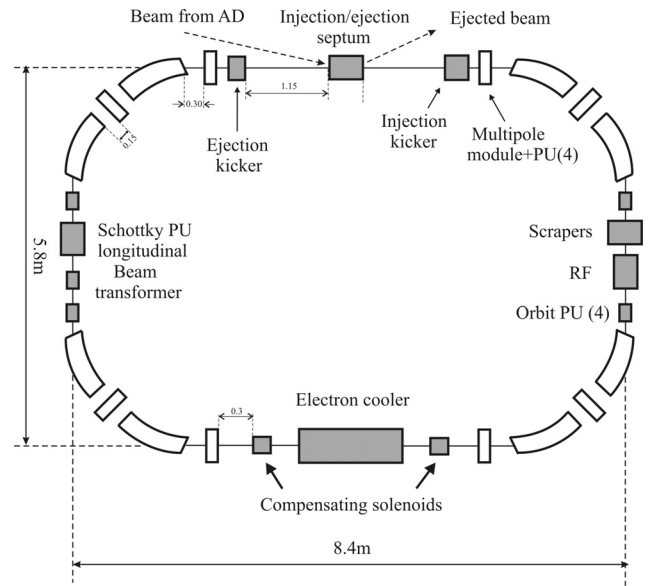 Beam from AD
Injection/ejection
septum
Ejected beam
1.15
0.30
0.15
Ejection
kicker
Injection
kicker
Multipole
module+PU(4)
Schottky PU
longitudinal
Beam
transformer
Scrapers
RF
Orbit PU (4)
5.8m
0.3
Electron cooler
Compensating solenoids
8.4m